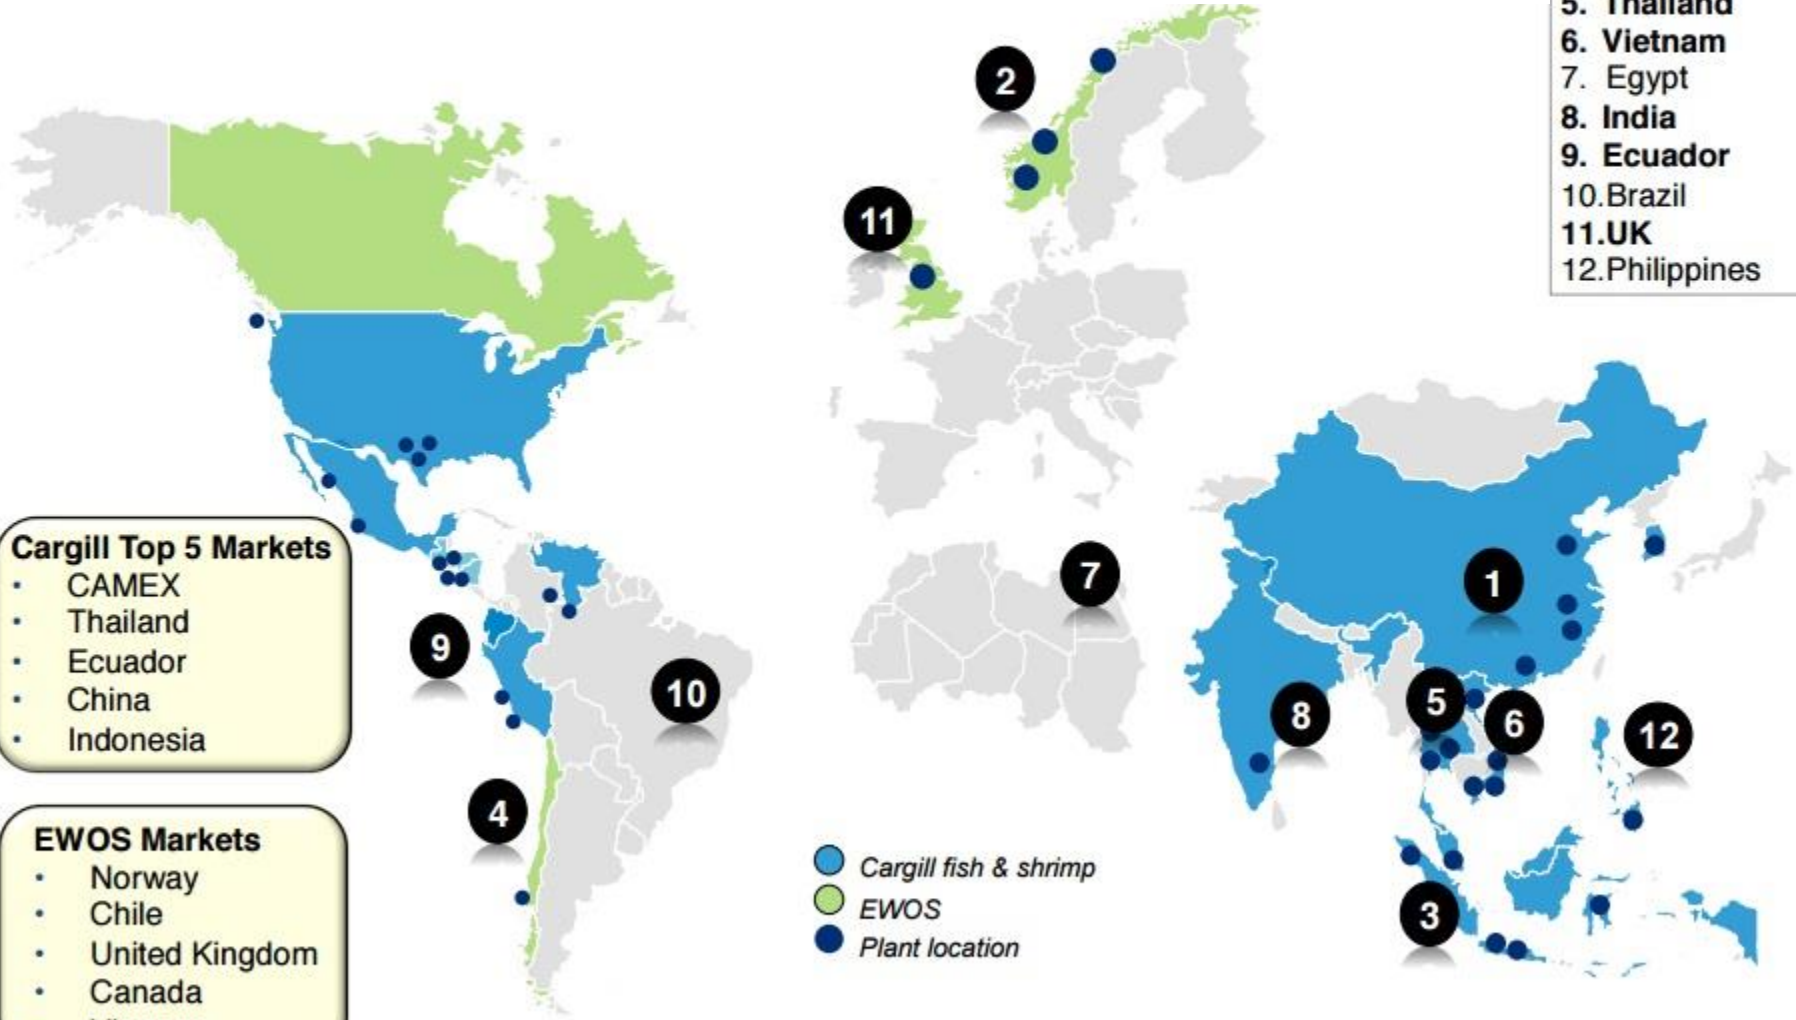 5. Thailand
6. Vietnam
7. Egypt
8. India
9. Ecuador
10.Brazil
11.UK
12.Philippines
2
11
1
7
9
10
8
5
6
12
4
3
Cargill Top 5 Markets
• CAMEX
• Thailand
• Ecuador
• China
• Indonesia
EWOS Markets
• Norway
• Chile
• United Kingdom
• Canada
Cargill fish & shrimp
EWOS
Plant location